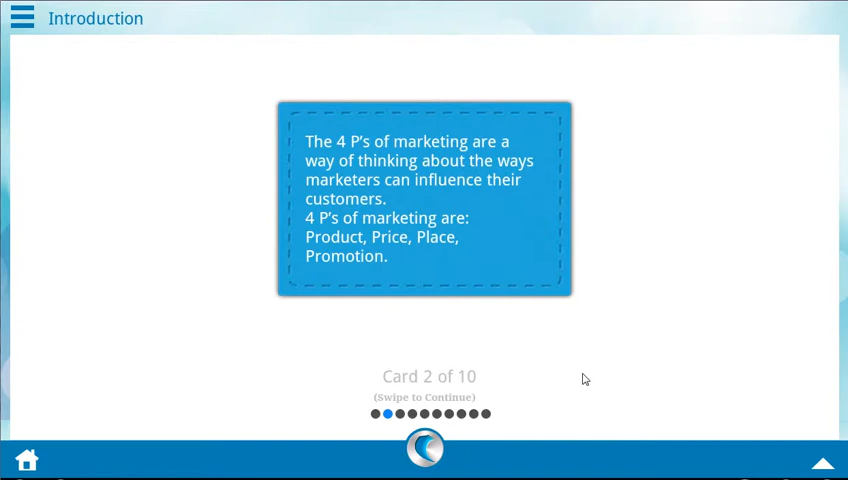 Introduction
The 4 P's of marketing are a
way of thinking about the ways
marketers can influence their
customers.
4 P's of marketing are:
Product, Price, Place,
Promotion.
Card 2 of 10
(Swipe to Continue)